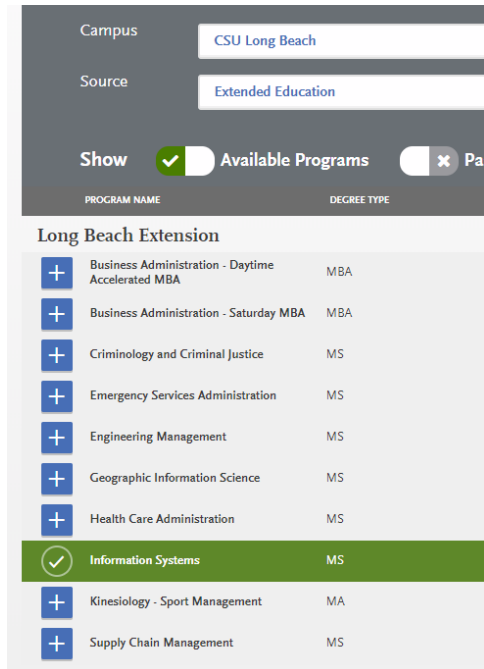 Campus
CSU Long Beach
Source
Extended Education
Show Available Programs Pa
PROGRAM NAME DEGREE TYPE
Long Beach Extension
Business Administration - Daytime
Accelerated MBA MBA
Business Administration - Saturday MBA MBA
Criminology and Criminal Justice MS
Emergency Services Administration MS
Engineering Management MS
Geographic Information Science MS
Health Care Administration MS
Information Systems MS
Kinesiology - Sport Management MA
Supply Chain Management MS